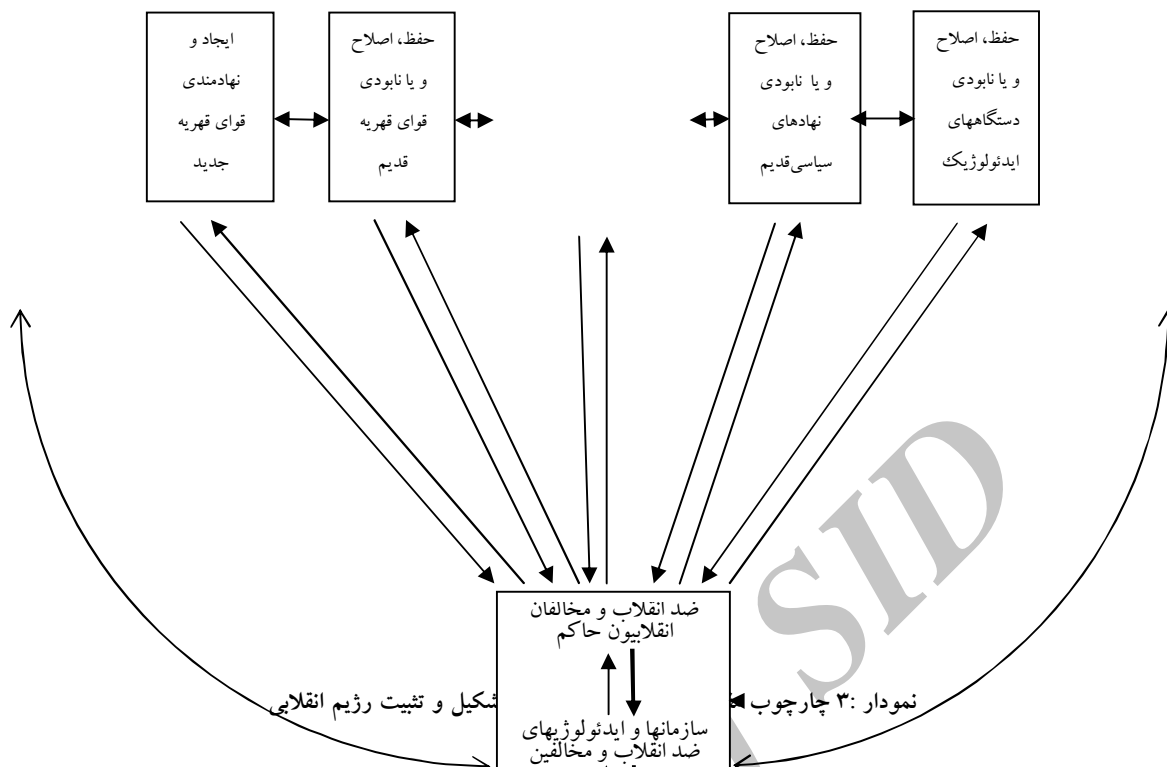 حفظ، اصلاح
و یا نابودی
دستگاههای
ایدئولوژیک
حفظ، اصلاح
و یا نابودی
نهادهای
سیاسی قدیم
حفظ، اصلاح
و یا نابودی
قوای قهریه
قدیم
ایجاد و
نهادمندی
قوای قهریه
جدید
ضد انقلاب و مخالفان
انقلابیون حاکم
نمودار :۳ چارچوب شکیل و تثبیت رژیم انقلابی
سازمانها و ایدئولوژیهای
ضد انقلاب و مخالفین
SID